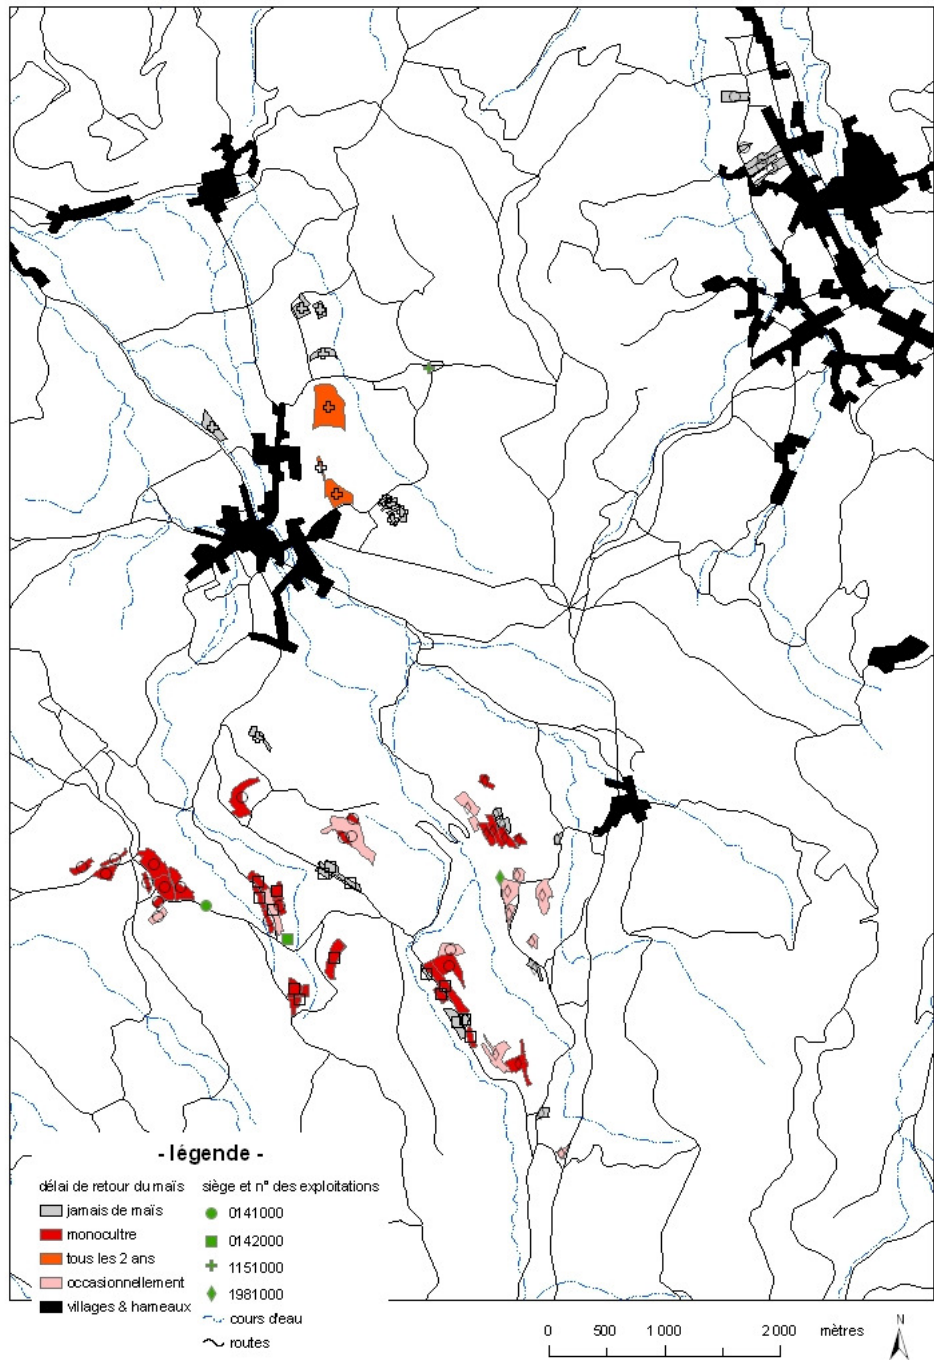 - légende -
délai de retour du maïs
jamais de maïs
monocultre
tous les 2 ans
occasionnellement
villages & hameaux
siège et n° des exploitations
0141000
0142000
1151000
1981000
cours d'eau
routes
0 500 1 000 2 000 mètres
N